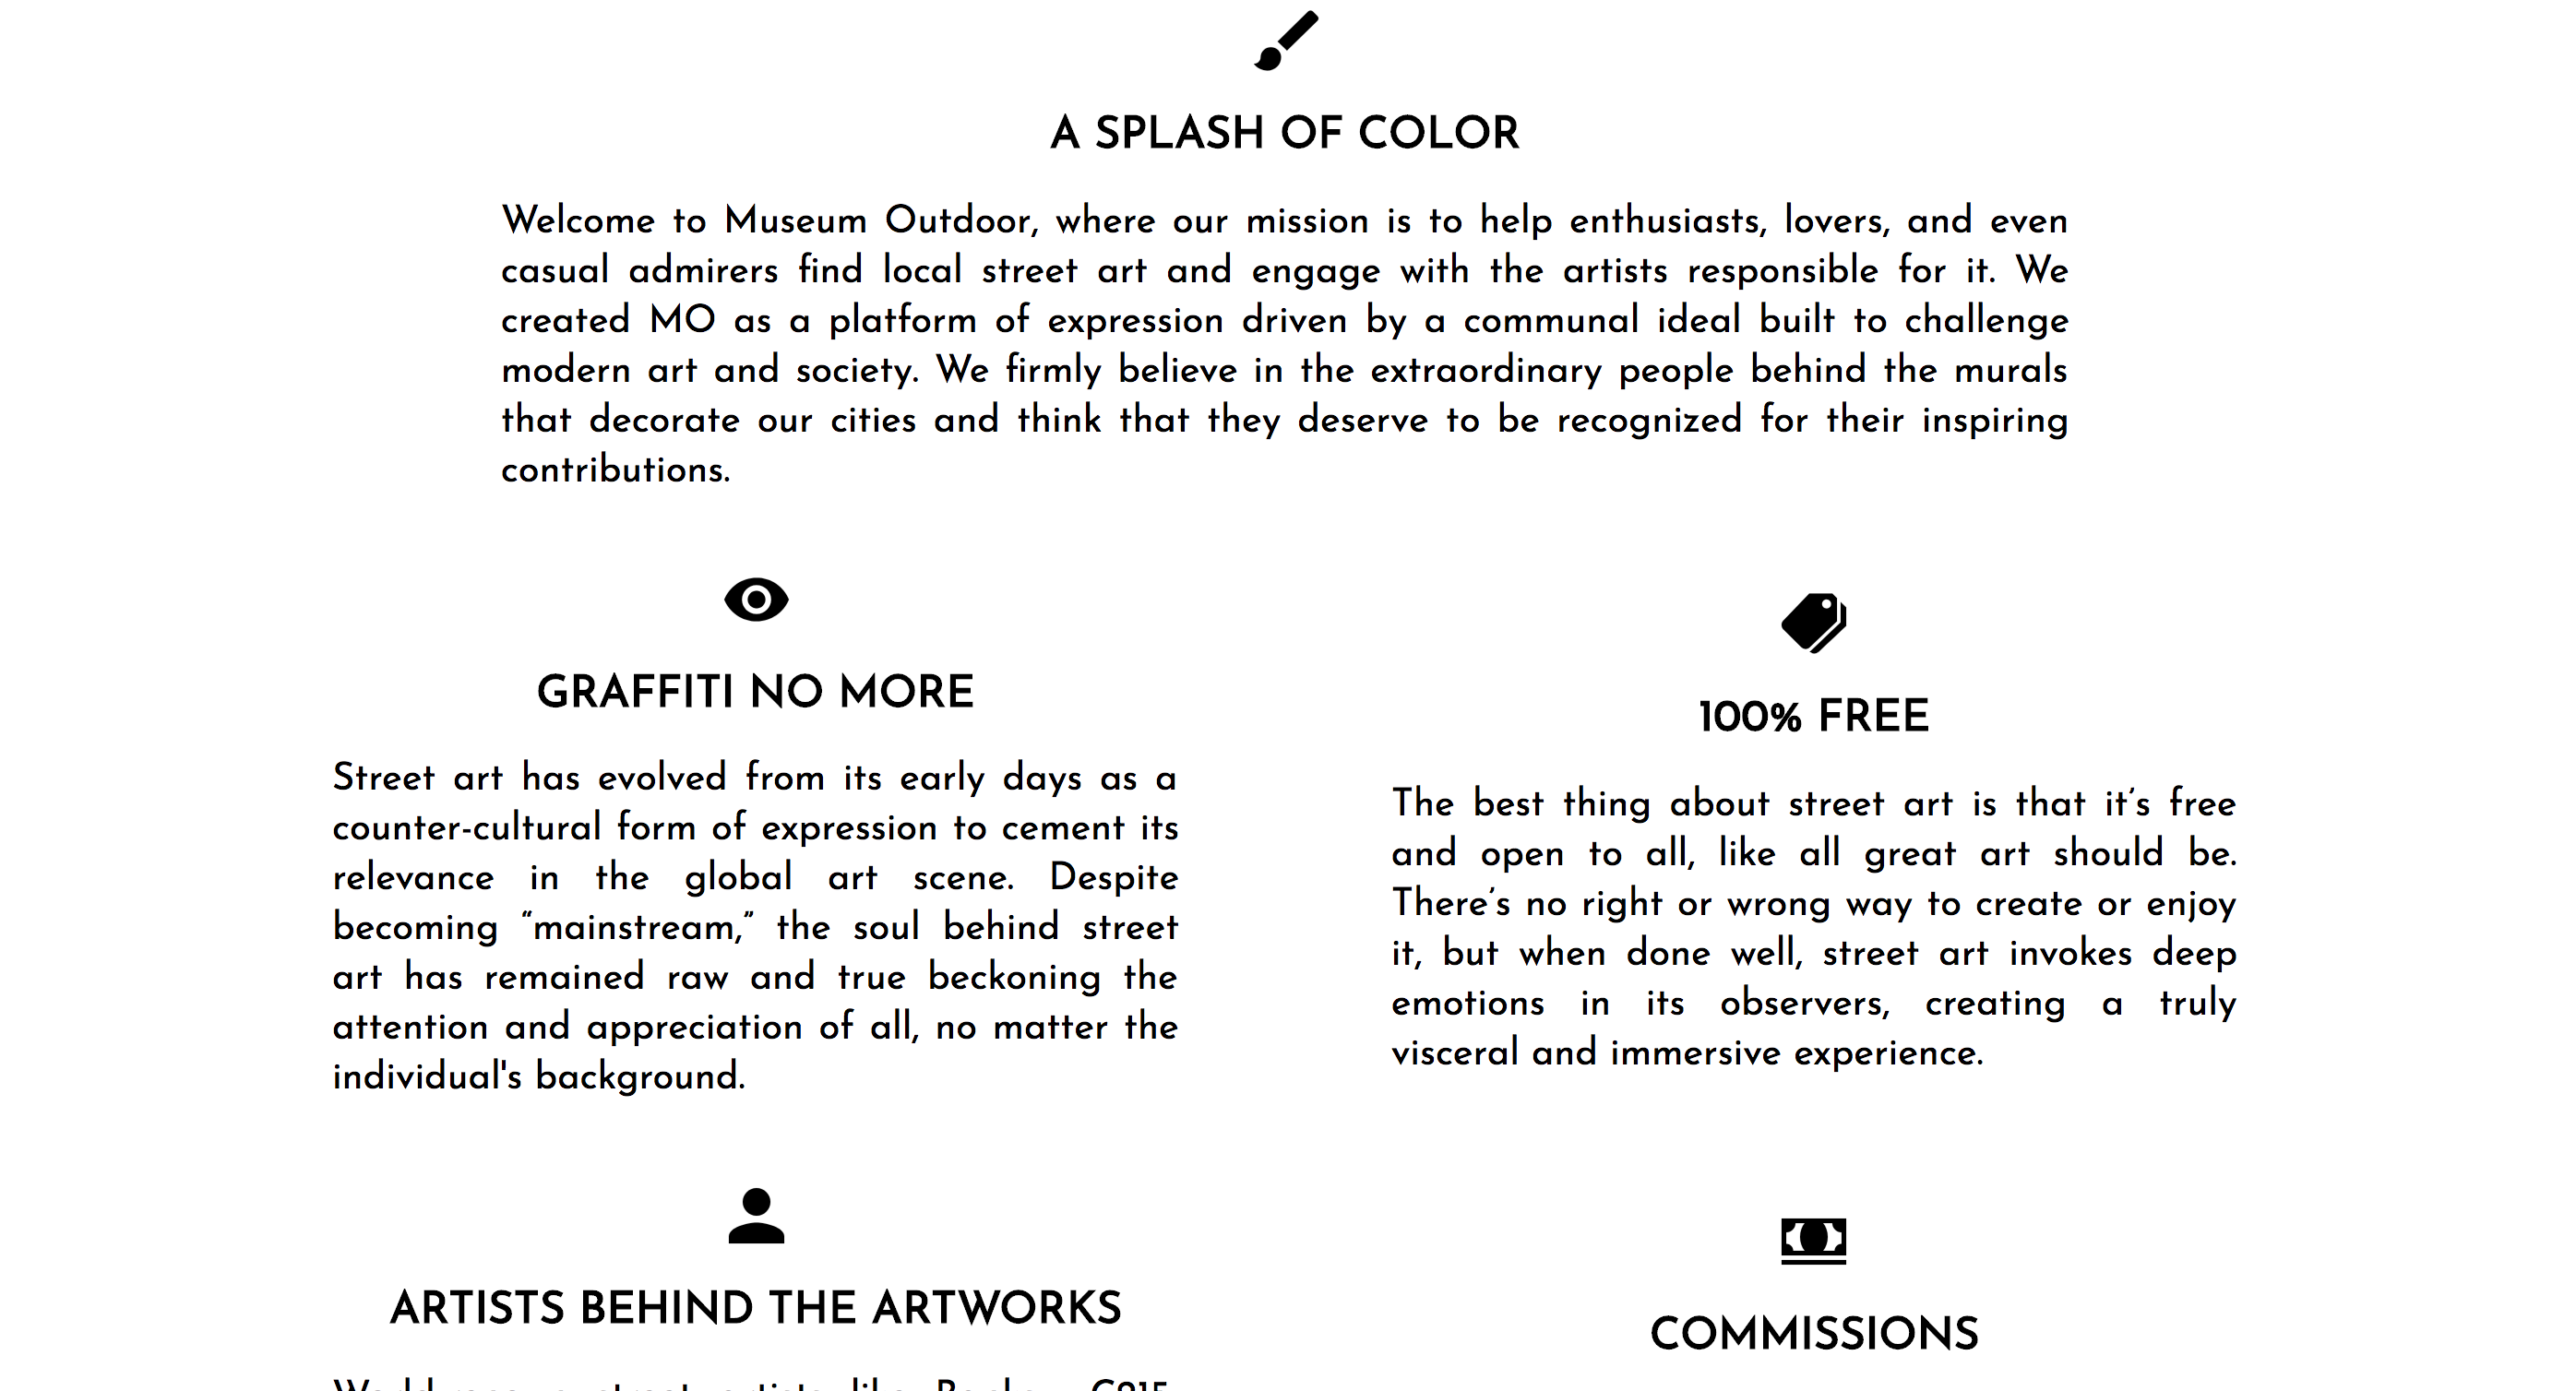 A SPLASH OF COLOR
Welcome to Museum Outdoor, where our mission is to help enthusiasts, lovers, and even
casual admirers find local street art and engage with the artists responsible for it. We
created MO as a platform of expression driven by a communal ideal built to challenge
modern art and society. We firmly believe in the extraordinary people behind the murals
that decorate our cities and think that they deserve to be recognized for their inspiring
contributions.
GRAFFITI NO MORE
Street art has evolved from its early days as a
counter-cultural form of expression to cement its
relevance in the global art scene. Despite
becoming “mainstream,” the soul behind street
art has remained raw and true beckoning the
attention and appreciation of all, no matter the
individual's background.
100% FREE
The best thing about street art is that it’s free
and open to all, like all great art should be.
There’s no right or wrong way to create or enjoy
it, but when done well, street art invokes deep
emotions in its observers, creating a truly
visceral and immersive experience.
ARTISTS BEHIND THE ARTWORKS
street artists like
COMMISSIONS